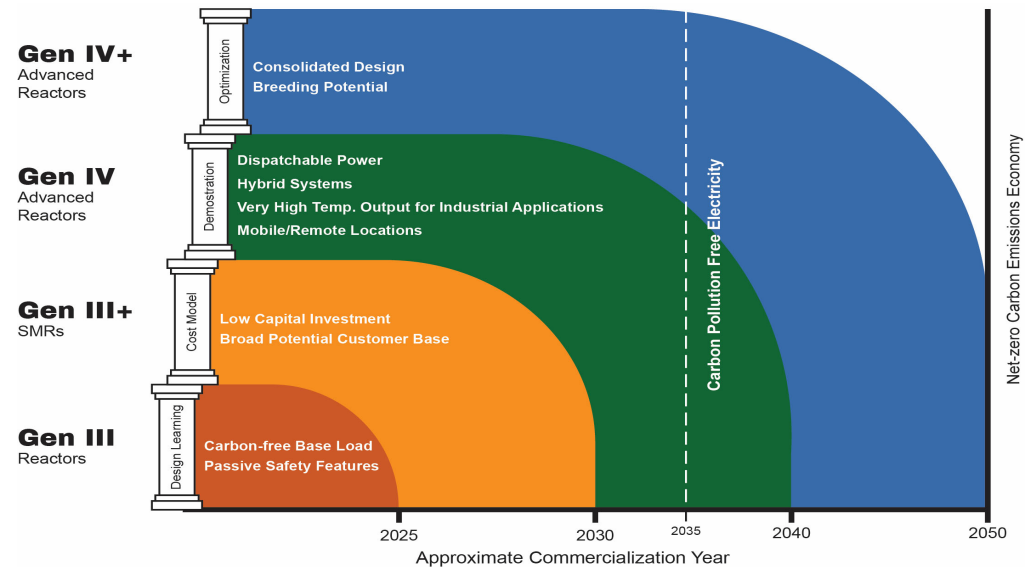 Gen IV+
Advanced
Reactors
Optimization
Consolidated Design
Breeding Potential
Gen IV
Advanced
Reactors
Demostration
Dispatchable Power
Hybrid Systems
Very High Temp. Output for Industrial Applications
Mobile/Remote Locations
Gen III+
SMRs
Cost Model
Low Capital Investment
Broad Potential Customer Base
Gen III
Reactors
Design Learning
Carbon-free Base Load
Passive Safety Features
Carbon Pollution Free Electricity
Net-zero Carbon Emissions Economy
2025
2030
2035
2040
2050
Approximate Commercialization Year